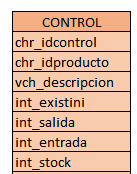 CONTROL
chr_idcontrol
chr_idproducto
vch_descripcion
int_existini
int_salida
int_entrada
int_stock